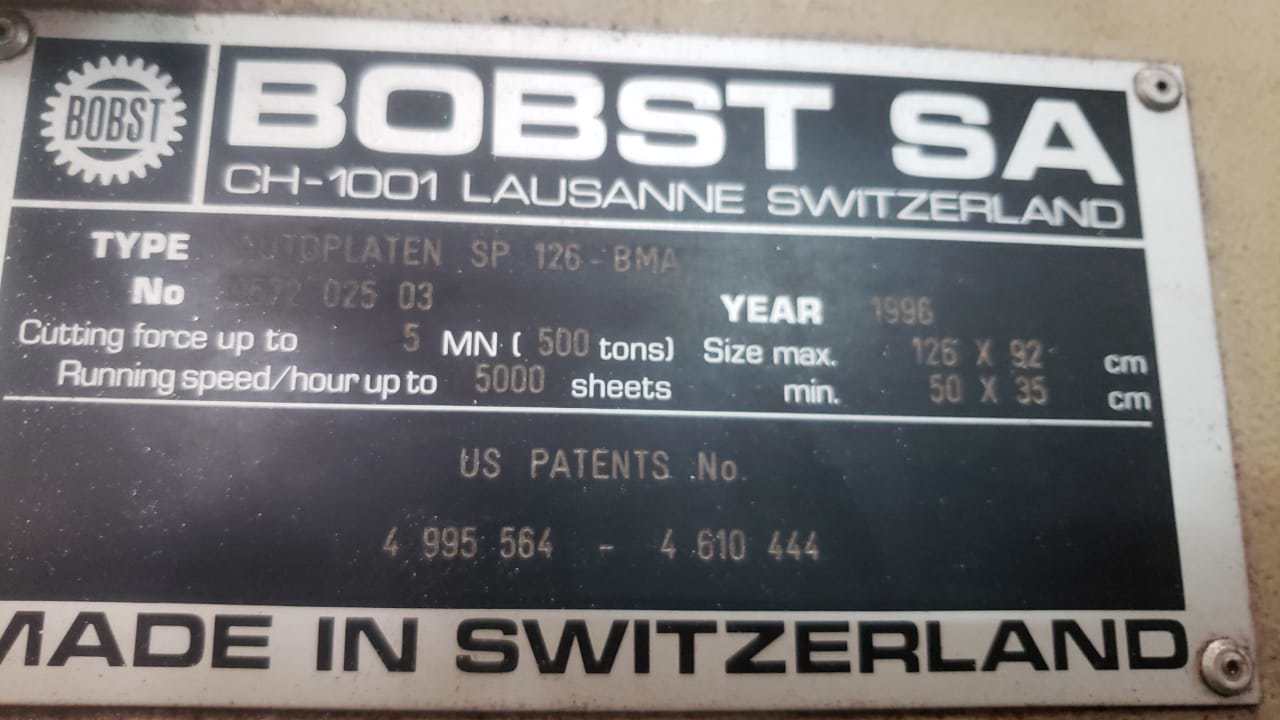 BOBST
BOBST SA
CH-1001 LAUSANNE SWITZERLAND
TYPE AUTOPLATEN SP 126-BMA
No 025 03
YEAR 1996
Cutting force up to 5 MN ( 500 tons)
Size max. 126 X 92 cm
Running speed/hour up to 5000 sheets
min. 50 X 35 cm
US PATENTS No.
4 995 564 - 4 610 444
MADE IN SWITZERLAND